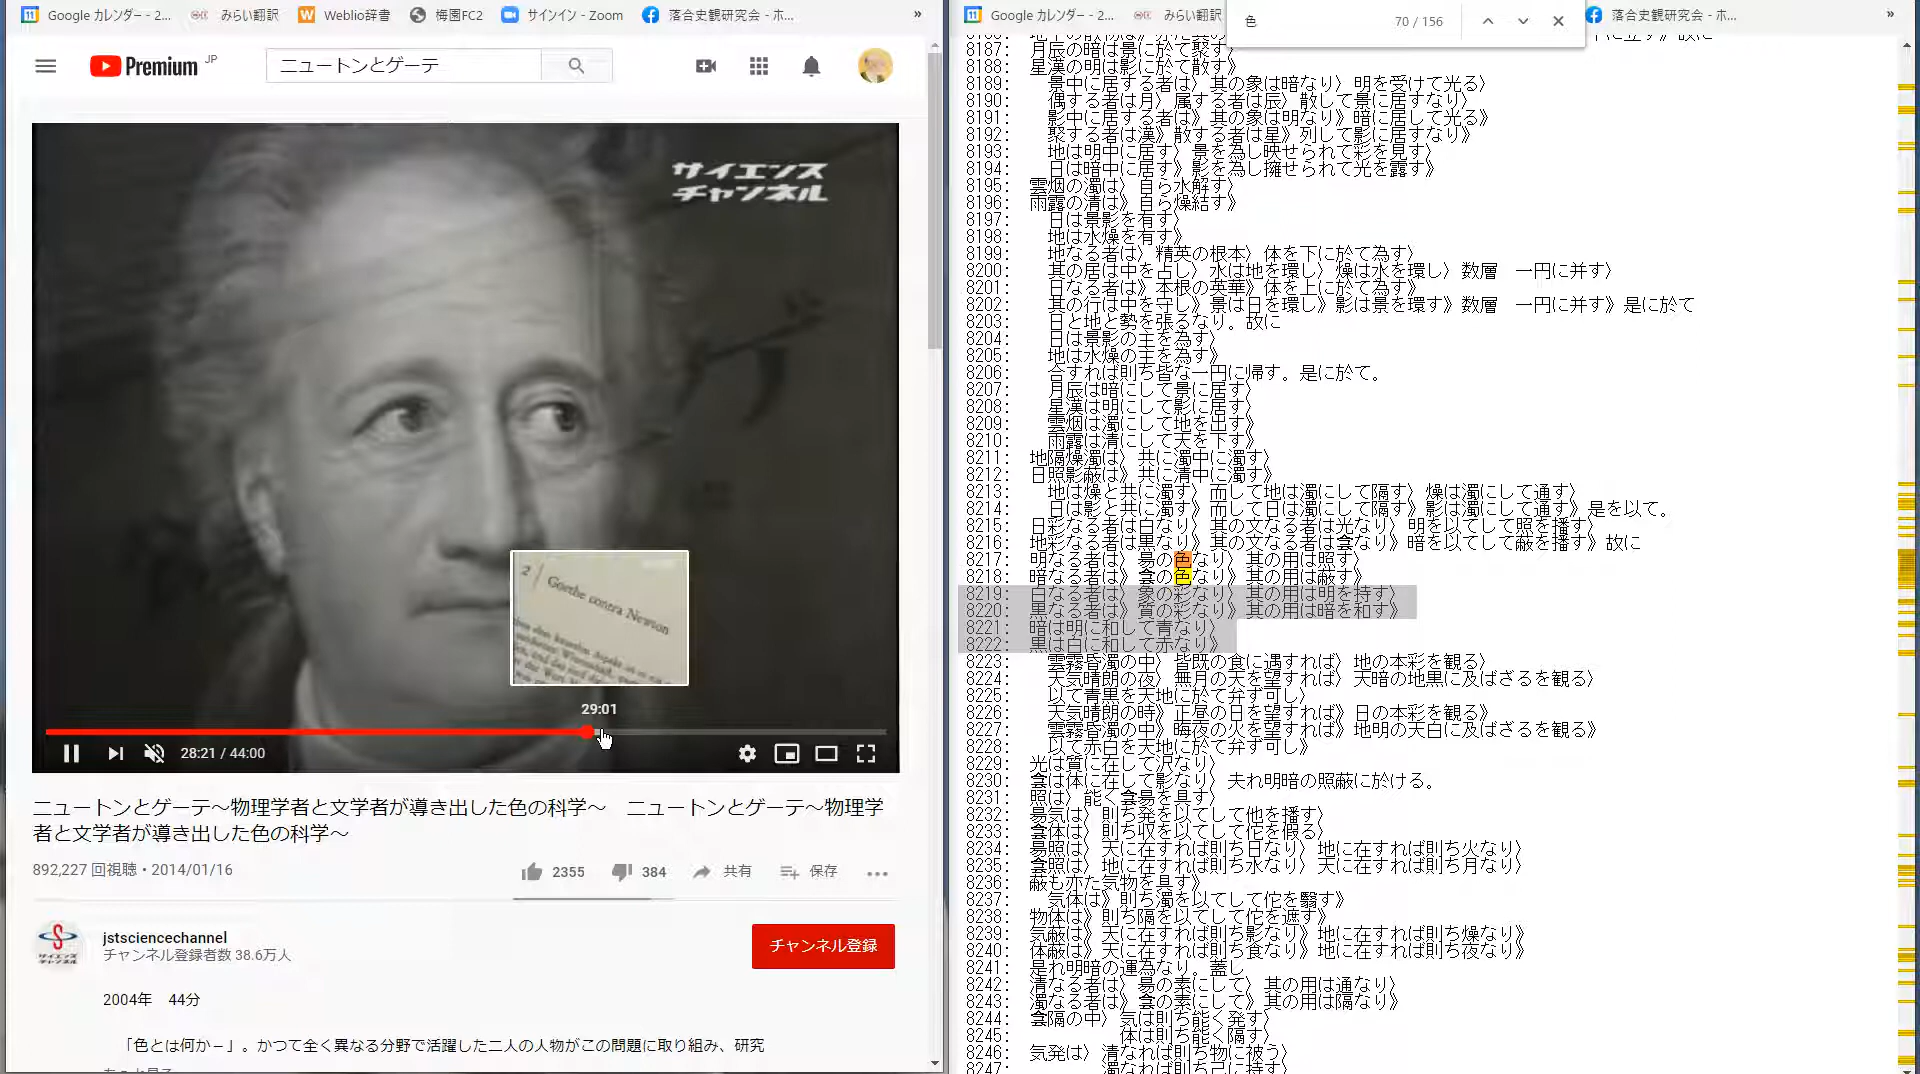 Google カレンダー - 2...
みらい翻訳
Weblio辞書
梅園FC2
サインイン - Zoom
落合史観研究会 - ホ...
»
Premium JP
ニュートンとゲーテ
サイエンス
チャンネル
2 / Goethe contra Newton
29:01
28:21 / 44:00
ニュートンとゲーテ～物理学者と文学者が導き出した色の科学～　ニュートンとゲーテ～物理学
者と文学者が導き出した色の科学～
892,227 回視聴・2014/01/16
2355
384
共有
保存
jstsciencechannel
チャンネル登録者数 38.6万人
チャンネル登録
2004年　44分
「色とは何か－」。かつて全く異なる分野で活躍した二人の人物がこの問題に取り組み、研究
Google カレンダー - 2...
みらい翻訳
色
70 / 156
落合史観研究会 - ホ...
»
8187:　月辰の暗は景に於て聚す〉
8188:　星漢の明は影に於て散す》
8189:　　景中に居する者は〉其の象は暗なり〉明を受けて光る〉
8190:　　偶する者は月〉属する者は辰〉散して景に居すなり〉
8191:　　影中に居する者は》其の象は明なり〉暗に居して光る》
8192:　　聚する者は漢》散する者は星》列して影に居すなり》
8193:　　地は明中に居す〉景を為し映せられて彩を見す〉
8194:　　日は暗中に居す》影を為し擁せられて光を露す》
8195:　雲烟の濁は〉自ら水解す〉
8196:　雨露の清は》自ら燥結す》
8197:　　日は景影を有す〉
8198:　　地は水燥を有す》
8199:　　地なる者は〉精英の根本〉体を下に於て為す〉
8200:　　其の居は中を占し〉水は地を環し〉燥は水を環し〉数層　一円に并す〉
8201:　　日なる者は》本根の英華》体を上に於て為す》
8202:　　其の行は中を守し》景は日を環し》影は景を環す》数層　一円に并す》是に於て
8203:　　日と地と勢を張るなり。故に
8204:　　日は景影の主を為す〉
8205:　　地は水燥の主を為す》
8206:　　合すれば則ち皆な一円に帰す。是に於て。
8207:　　月辰は暗にして景に居す〉
8208:　　星漢は明にして影に居す》
8209:　　雲烟は濁にして地を出す〉
8210:　　雨露は清にして天を下す》
8211:　地隔燥濁は〉共に濁中に濁す〉
8212:　日照影蔽は》共に清中に濁す》
8213:　　地は燥と共に濁す〉而して地は濁にして隔す〉燥は濁にして通す〉
8214:　　日は影と共に濁す》而して日は濁にして隔す》影は濁にして通す》是を以て。
8215:　日彩なる者は白なり〉其の文なる者は光なり〉明を以てして照を播す〉
8216:　地彩なる者は黒なり》其の文なる者は侌なり〉暗を以てして蔽を播す》故に
8217:　明なる者は〉昜の色なり〉其の用は照す〉
8218:　暗なる者は》侌の色なり》其の用は蔽す》
8219:　白なる者は〉象の彩なり〉其の用は明を持す〉
8220:　黒なる者は》質の彩なり》其の用は暗を和す》
8221:　暗は明に和して青なり〉
8222:　黒は白に和して赤なり》
8223:　　雲霧昏濁の中〉皆既の食に遇すれば〉地の本彩を観る〉
8224:　　天気晴朗の夜〉無月の天を望すれば〉天暗の地黒に及ばざるを観る〉
8225:　　以て青黒を天地に於て弁ず可し〉
8226:　　天気晴朗の時》正昼の日を望すれば》日の本彩を観る》
8227:　　雲霧昏濁の中》晦夜の火を望すれば》地明の天白に及ばざるを観る》
8228:　　以て赤白を天地に於て弁ず可し》
8229:　光は質に在して沢なり〉
8230:　侌は体に在して影なり〉夫れ明暗の照蔽に於ける。
8231:　照は〉能く侌昜を具す〉
8232:　昜気は〉則ち発を以てして他を播す〉
8233:　侌体は〉則ち収を以てして佗を假る〉
8234:　昜照は〉天に在すれば則ち日なり〉地に在すれば則ち火なり〉
8235:　侌照は〉地に在すれば則ち水なり〉天に在すれば則ち月なり〉
8236:　蔽も亦た気物を具す》
8237:　　気体は》則ち濁を以てして佗を翳す》
8238:　物体は》則ち隔を以てして佗を遮す》
8239:　気蔽は》天に在すれば則ち影なり》地に在すれば則ち燥なり》
8240:　体蔽は》天に在すれば則ち食なり》地に在すれば則ち夜なり》
8241:　是れ明暗の運為なり。蓋し
8242:　清なる者は〉昜の素にして〉其の用は通なり〉
8243:　濁なる者は》侌の素にして》其の用は隔なり》
8244:　侌隔の中〉気は則ち能く発す〉
8245:　　　　　　体は則ち能く隔す〉
8246:　気発は〉清なれば則ち物に被う〉
8247:　　　　　濁なれば則ち己に持す〉